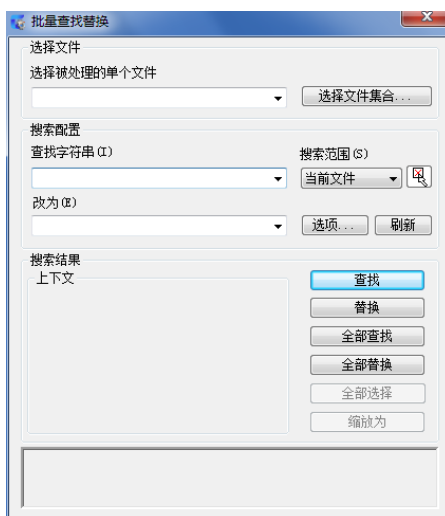 批量查找替换
选择文件
选择被处理的单个文件
选择文件集合...
搜索配置
查找字符串(I)
搜索范围(S)
当前文件
改为(E)
选项...
刷新
搜索结果
上下文
查找
替换
全部查找
全部替换
全部选择
缩放为